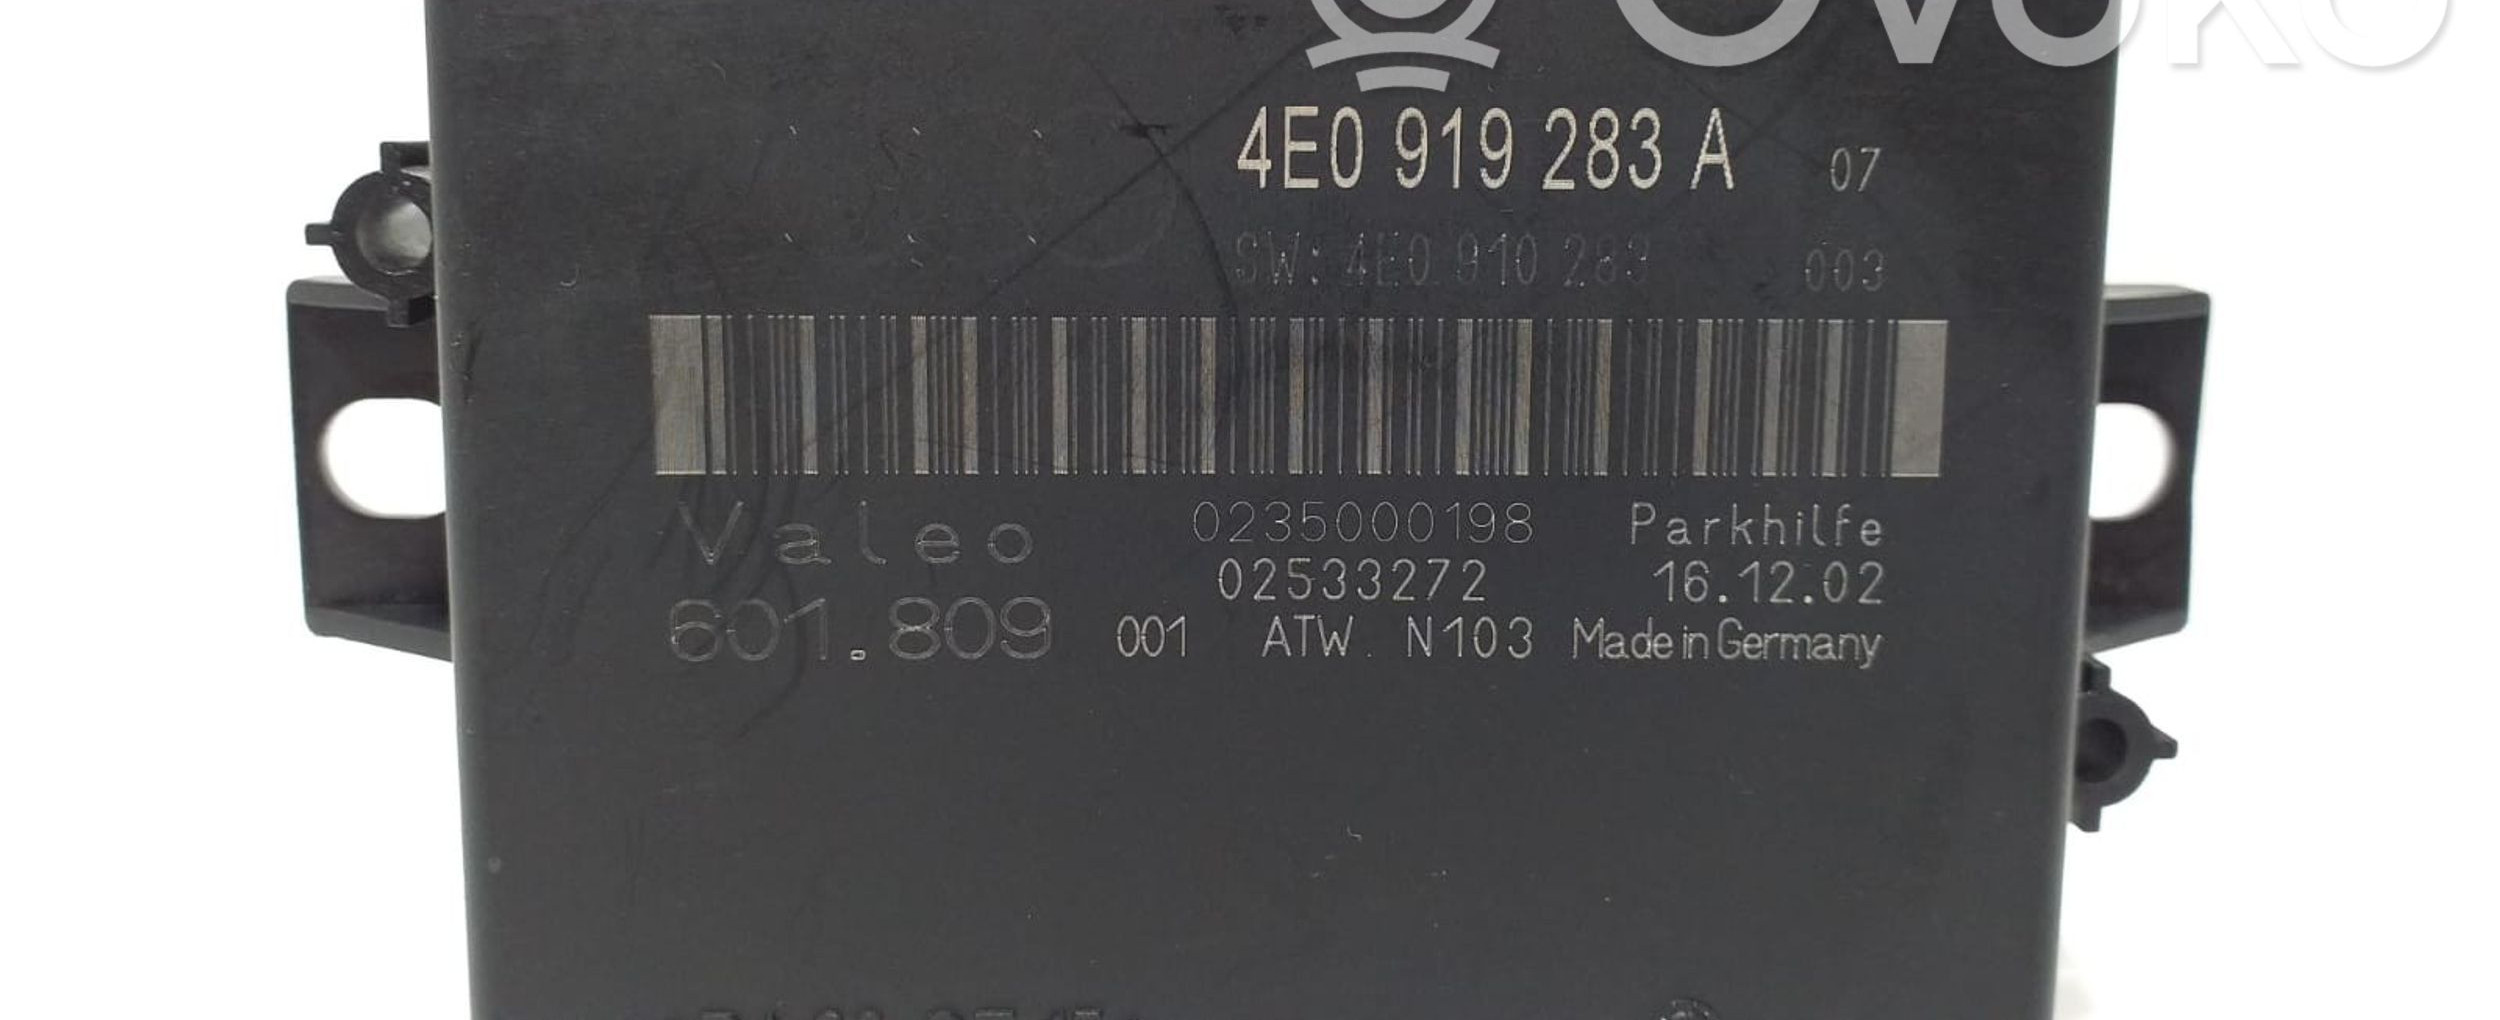 OVOKO
4E0 919 283 A 07
SW: 4E0 910 283 003
Valeo 0235000198 Parkhilfe
02533272 16.12.02
601.809 001 ATW N103 Made in Germany